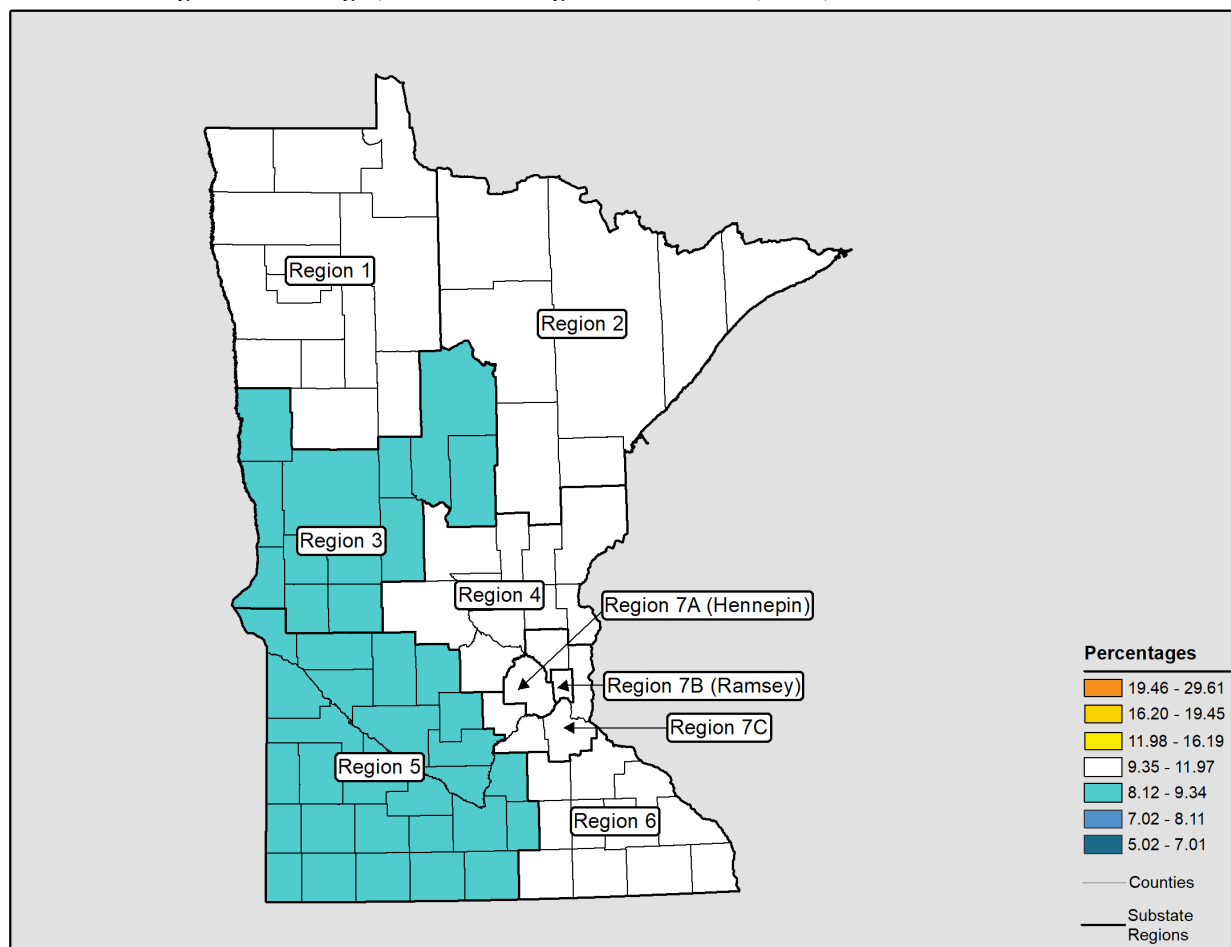 Region 1
Region 2
Region 3
Region 4
Region 7A (Hennepin)
Region 7B (Ramsey)
Region 7C
Region 5
Region 6
Percentages
19.46 - 29.61
16.20 - 19.45
11.98 - 16.19
9.35 - 11.97
8.12 - 9.34
7.02 - 8.11
5.02 - 7.01
Counties
Substate
Regions